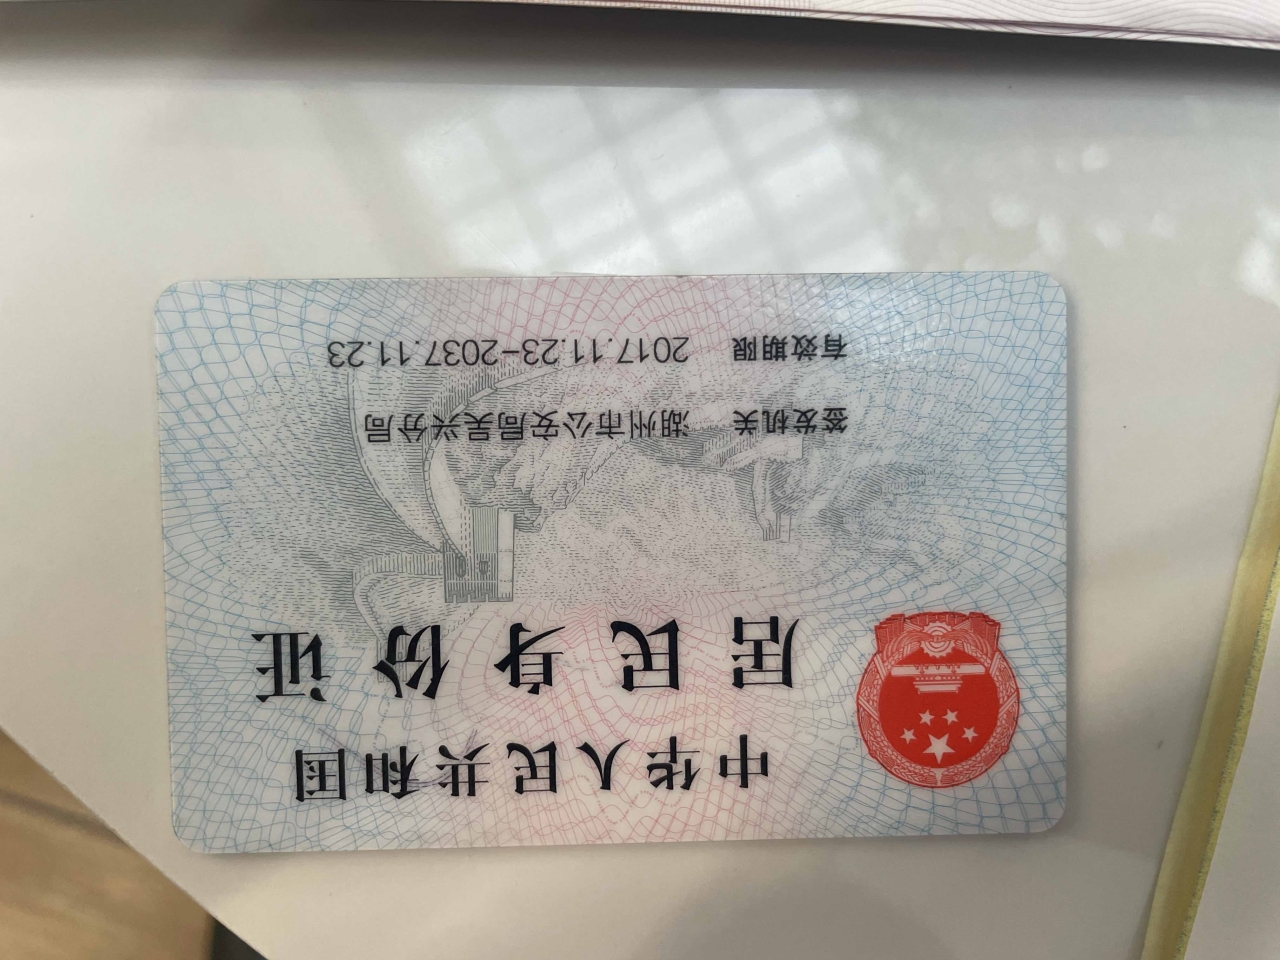 中华人民共和国
居民身份证
签发机关 湖州市公安局吴兴分局
有效期限 2017.11.23-2037.11.23